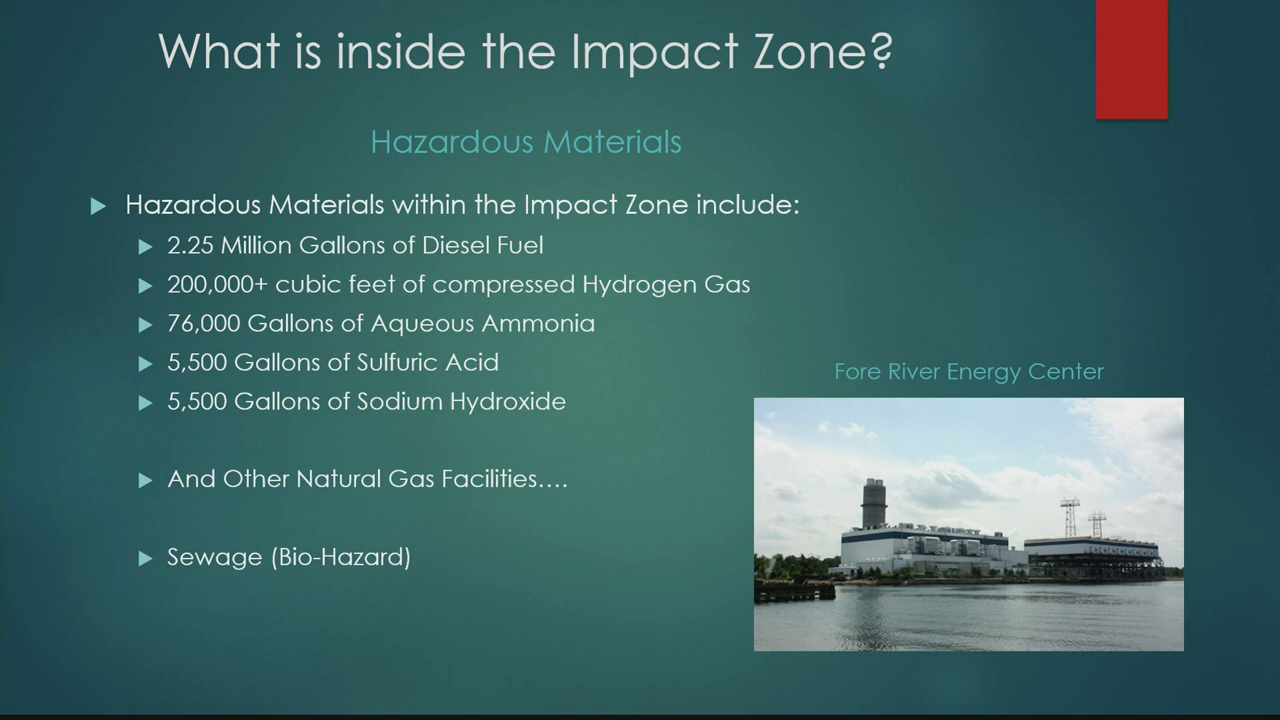 What is inside the Impact Zone?
Hazardous Materials
Hazardous Materials within the Impact Zone include:
2.25 Million Gallons of Diesel Fuel
200,000+ cubic feet of compressed Hydrogen Gas
76,000 Gallons of Aqueous Ammonia
5,500 Gallons of Sulfuric Acid
5,500 Gallons of Sodium Hydroxide
And Other Natural Gas Facilities....
Sewage (Bio-Hazard)
Fore River Energy Center